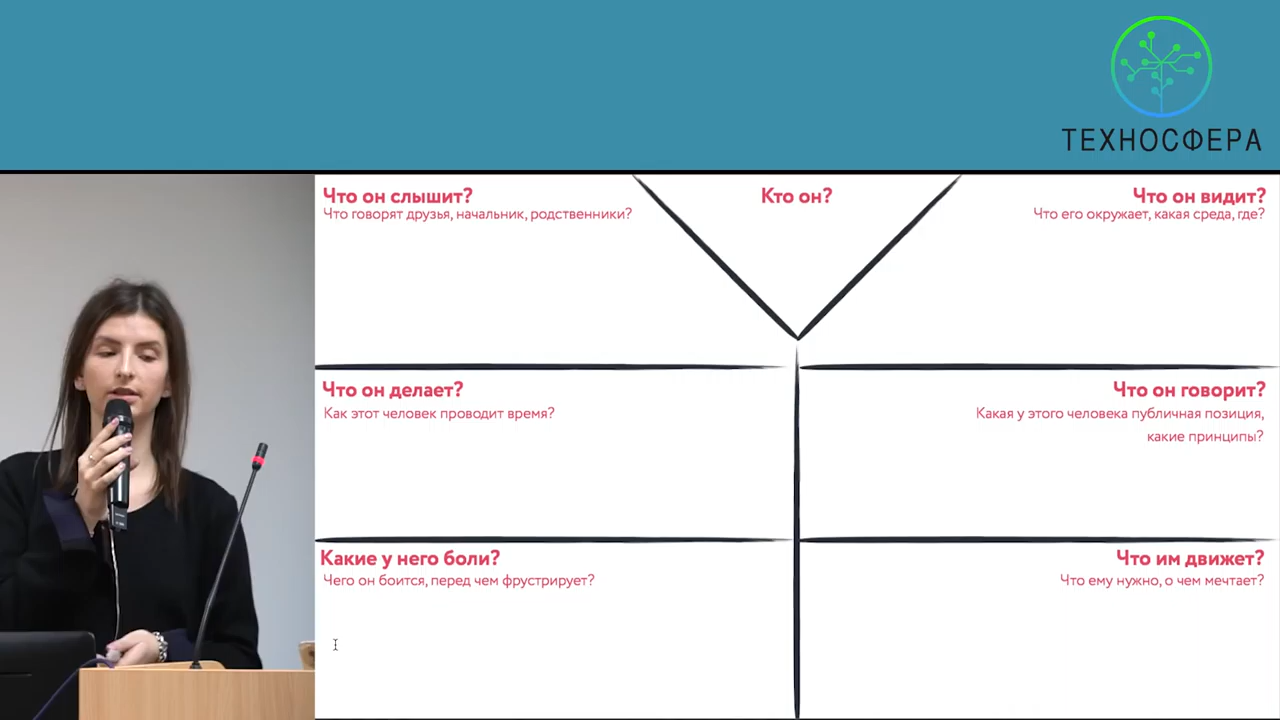 ТЕХНОСФЕРА
Что он слышит?
Что говорят друзья, начальник, родственники?
Кто он?
Что он видит?
Что его окружает, какая среда, где?
Что он делает?
Как этот человек проводит время?
Что он говорит?
Какая у этого человека публичная позиция,
какие принципы?
Какие у него боли?
Чего он боится, перед чем фрустрирует?
Что им движет?
Что ему нужно, о чем мечтает?